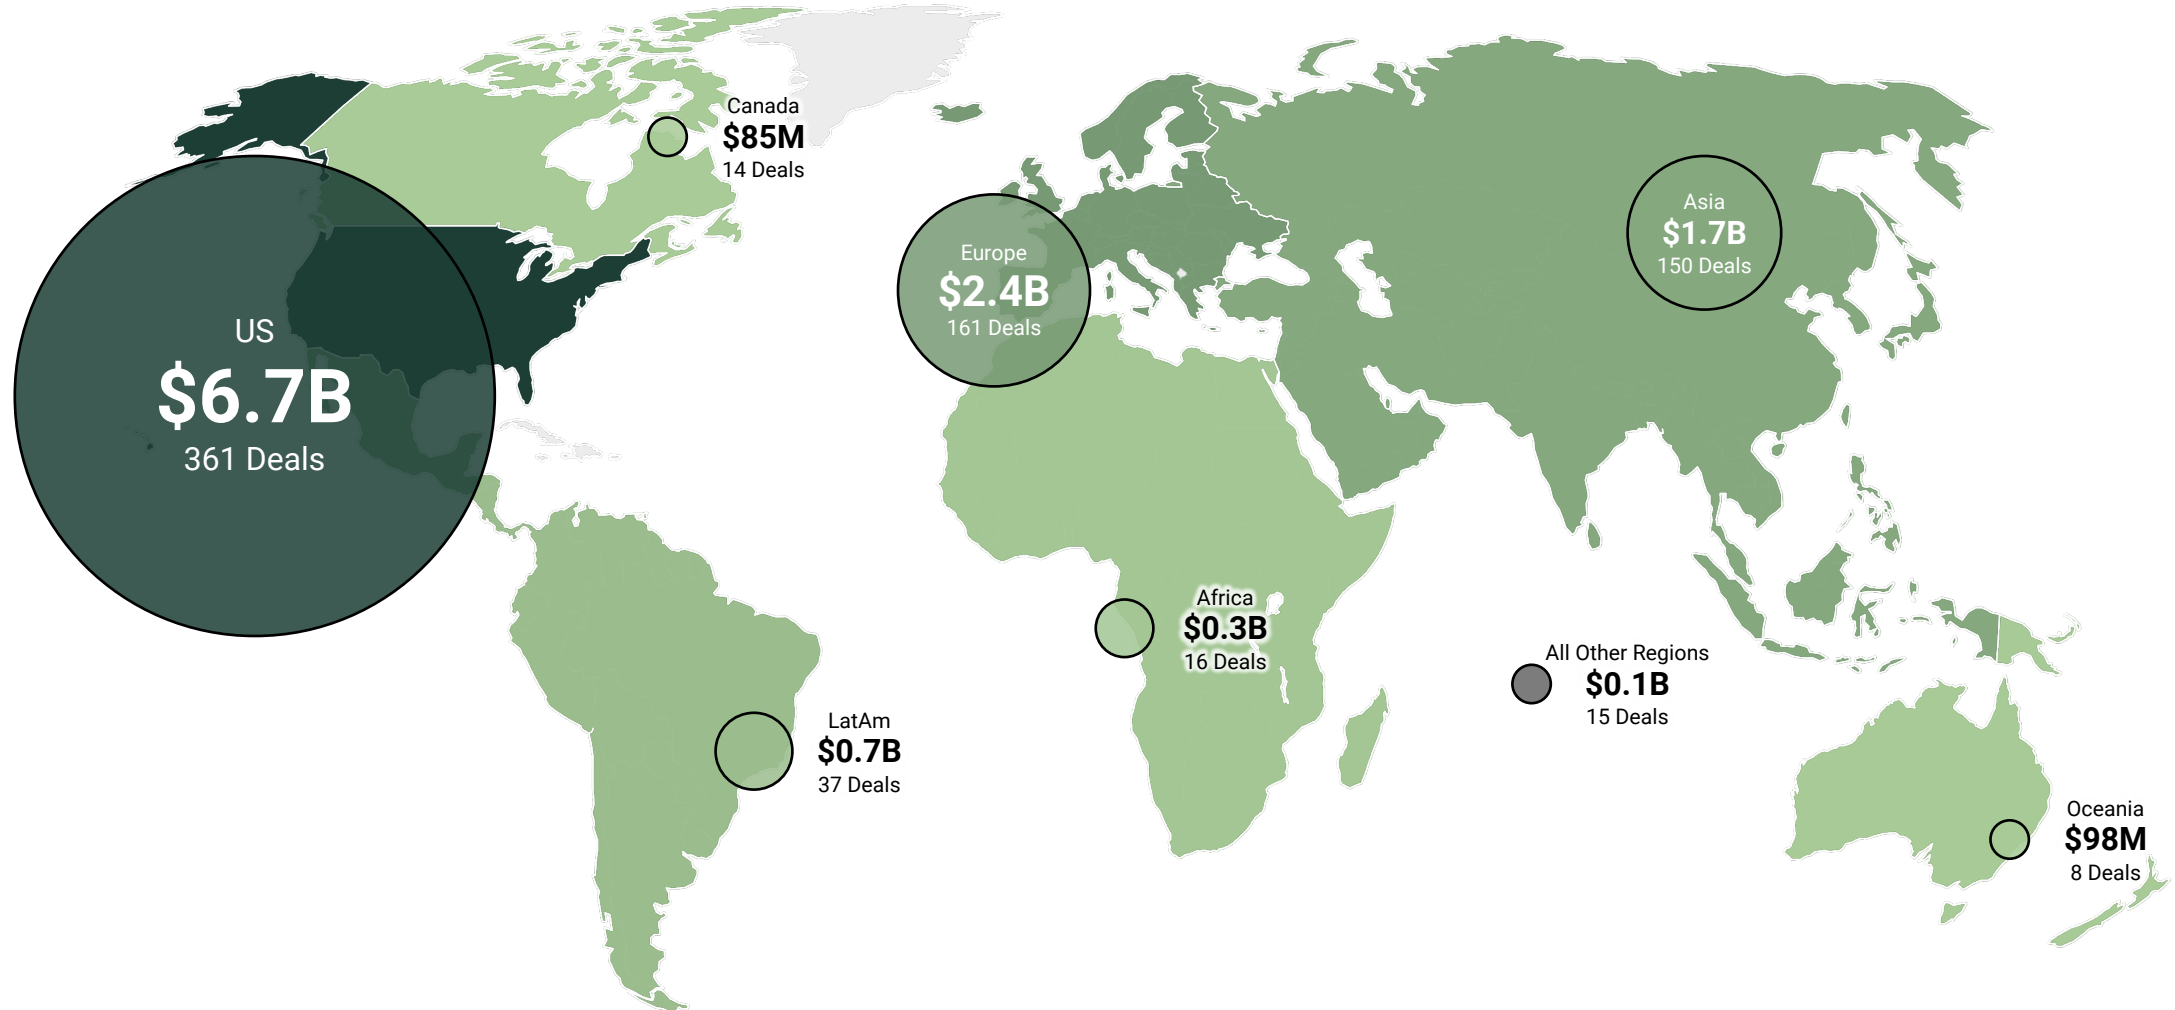 Canada
$85M
14 Deals
US
$6.7B
361 Deals
Europe
$2.4B
161 Deals
Asia
$1.7B
150 Deals
Africa
$0.3B
16 Deals
All Other Regions
$0.1B
15 Deals
LatAm
$0.7B
37 Deals
Oceania
$98M
8 Deals